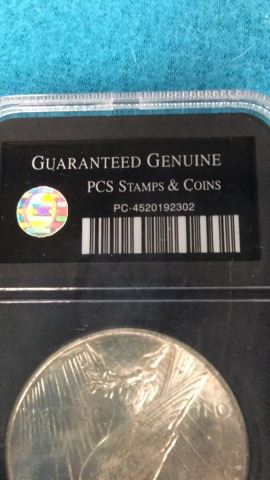 GUARANTEED GENUINE
PCS STAMPS & COINS
PC-4520192302